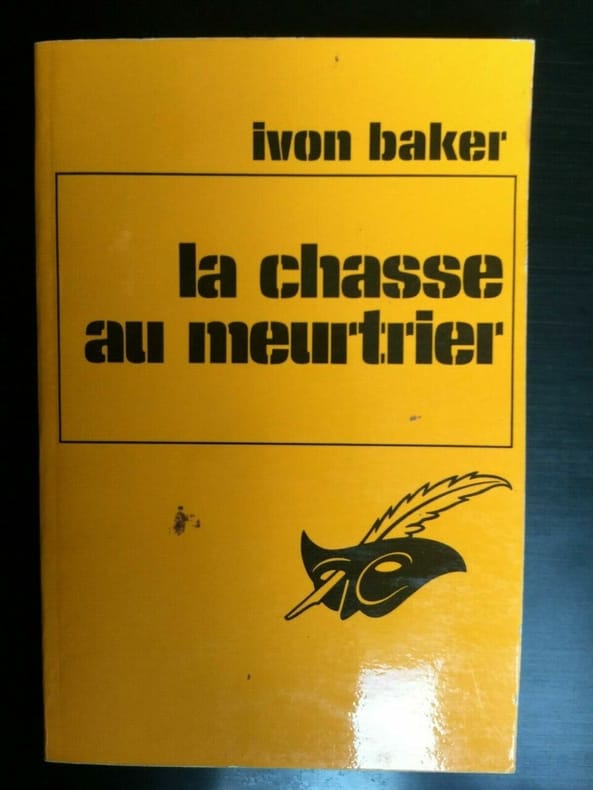 ivon baker
la chasse
au meurtrier